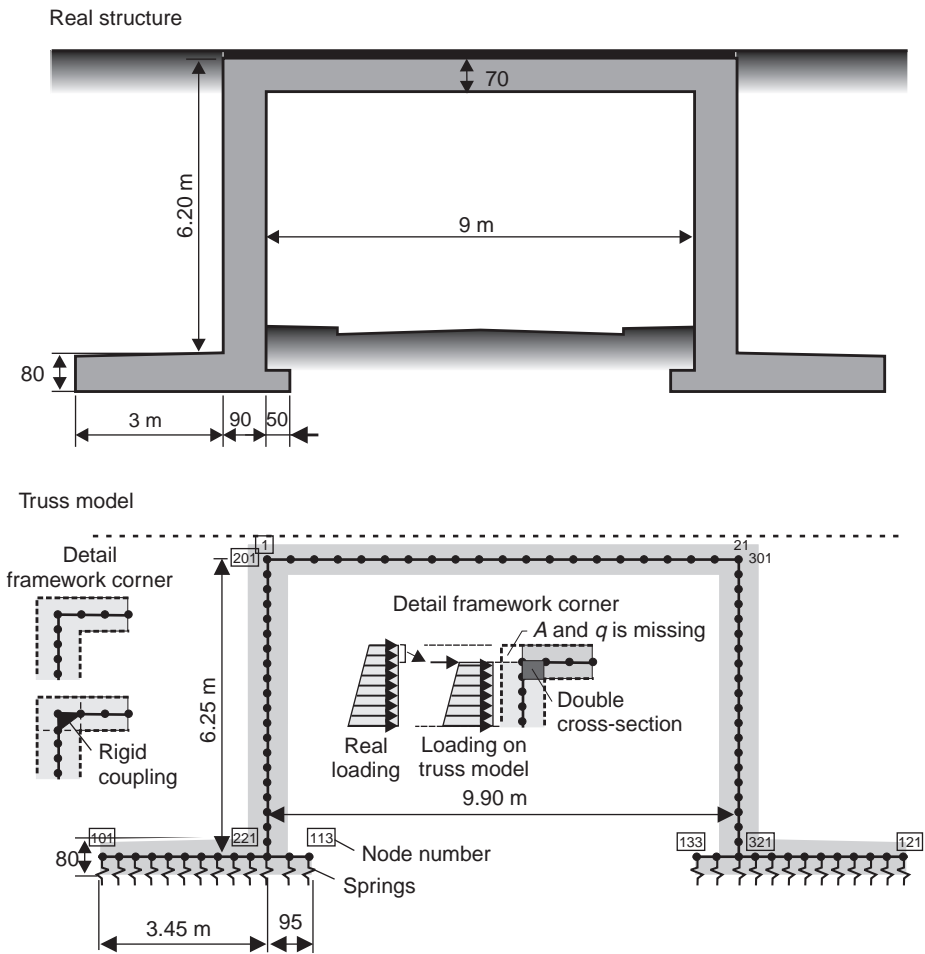 Real structure
70
6.20 m
9 m
80
3 m
90
50
Truss model
1
21
201
301
Detail
framework corner
Detail framework corner
A and q is missing
Double
cross-section
Rigid
coupling
6.25 m
Real
loading
Loading on
truss model
9.90 m
101
221
113
Node number
133
321
121
80
Springs
3.45 m
95